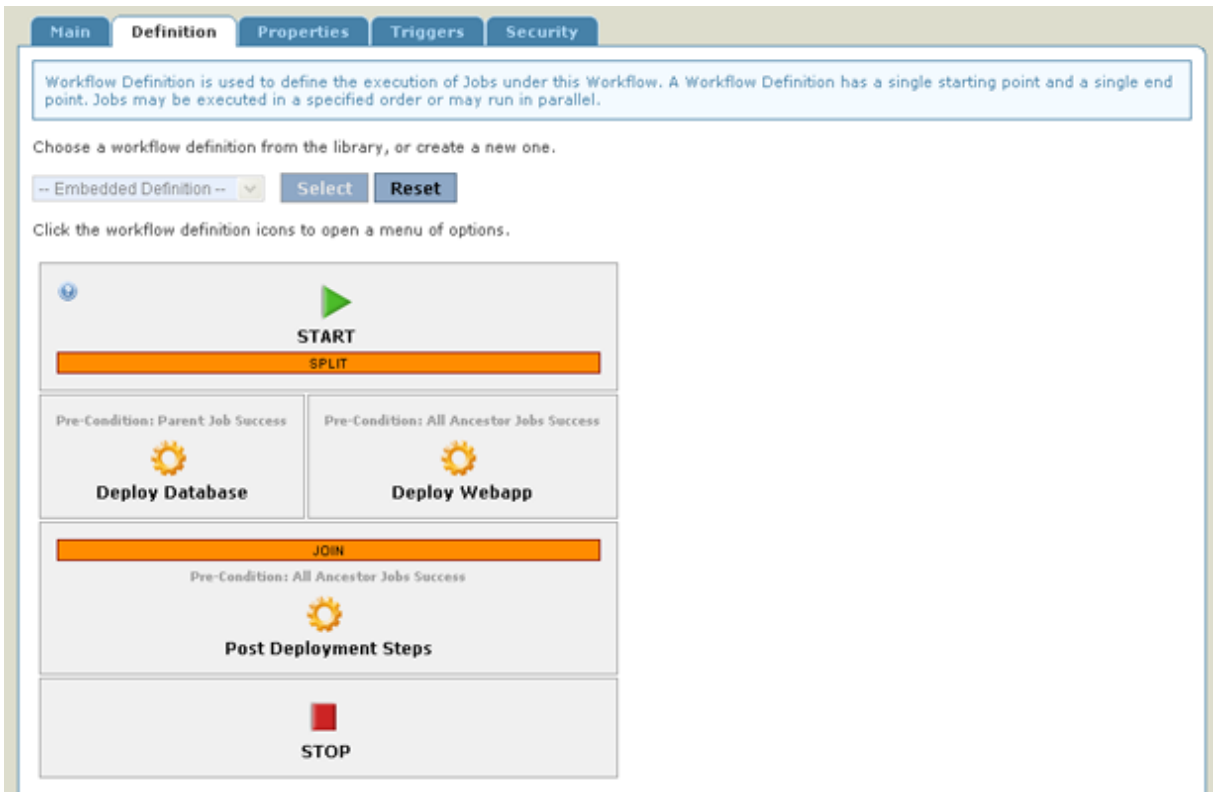 Main Definition Properties Triggers Security
Workflow Definition is used to define the execution of Jobs under this Workflow. A Workflow Definition has a single starting point and a single end
point. Jobs may be executed in a specified order or may run in parallel.
Choose a workflow definition from the library, or create a new one.
-- Embedded Definition -- Select Reset
Click the workflow definition icons to open a menu of options.
START
SPLIT
Pre-Condition: Parent Job Success
Deploy Database
Pre-Condition: All Ancestor Jobs Success
Deploy Webapp
JOIN
Pre-Condition: All Ancestor Jobs Success
Post Deployment Steps
STOP